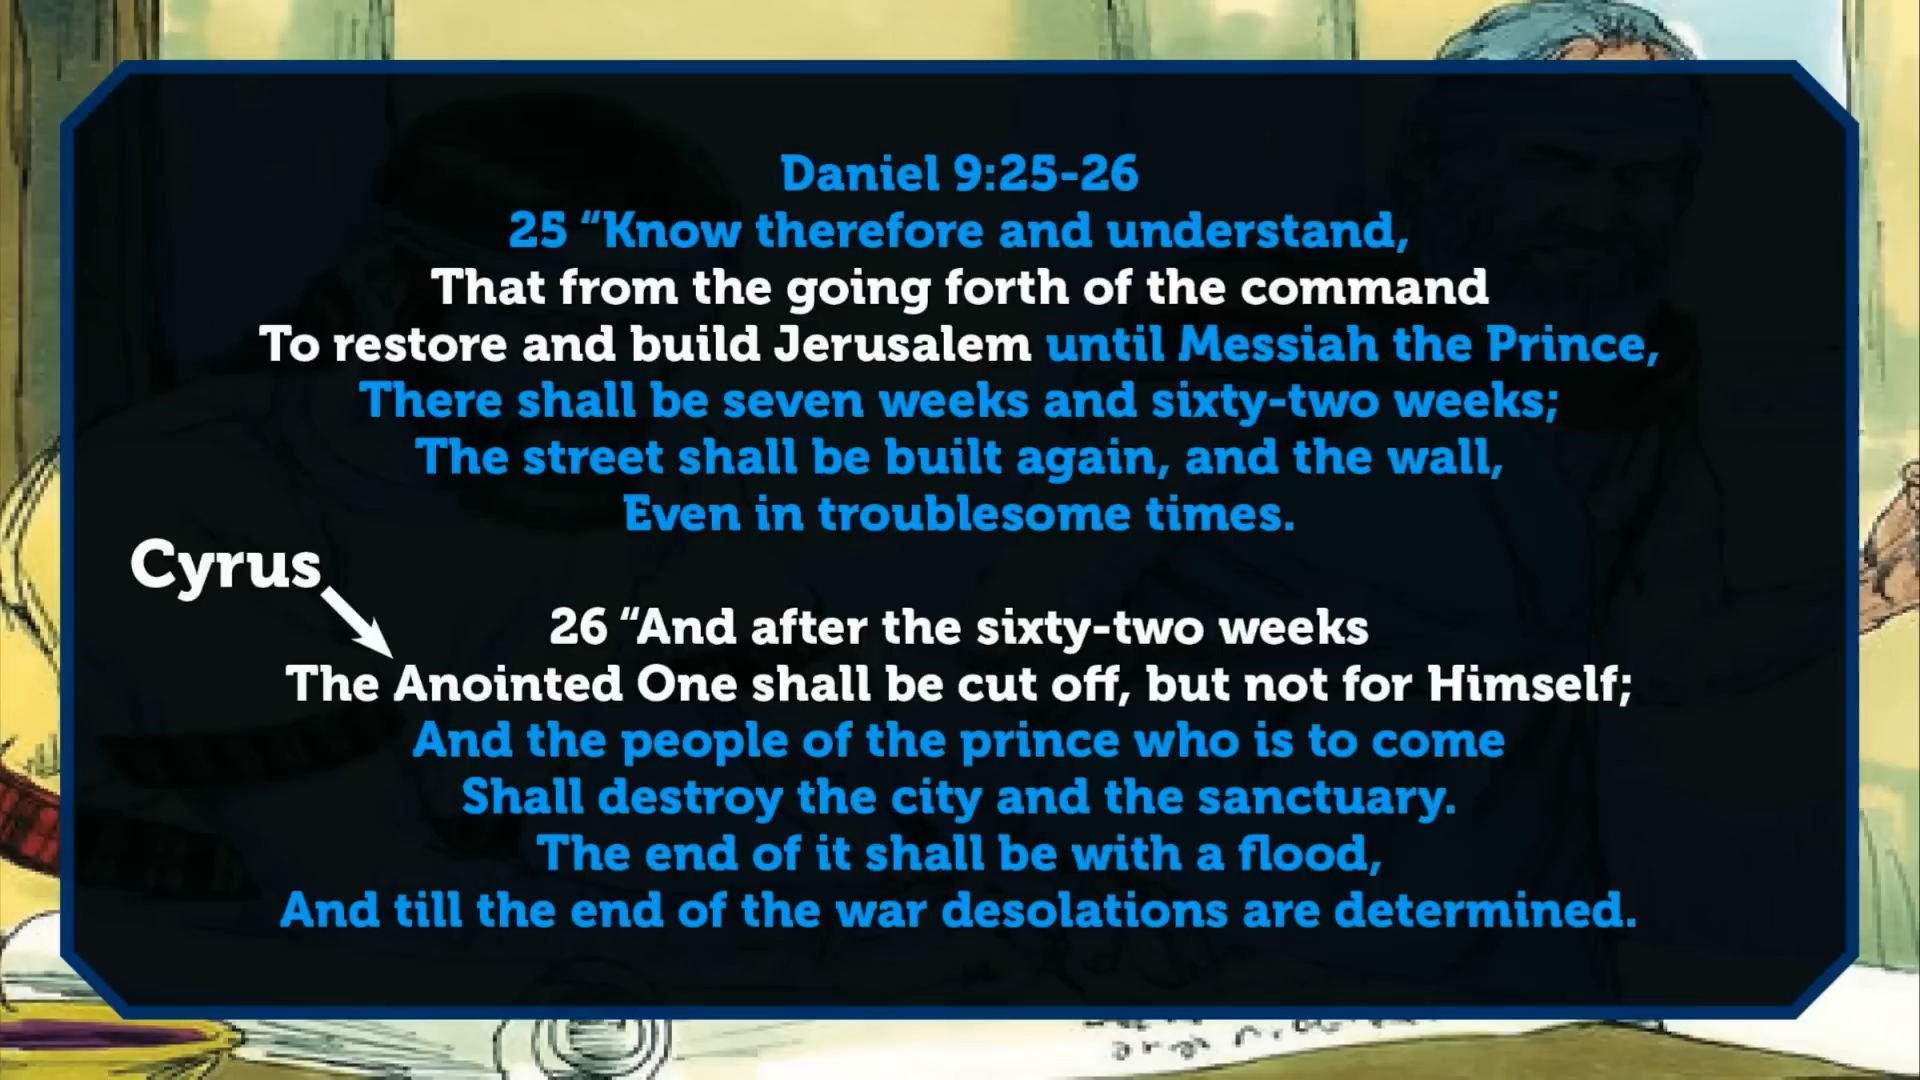 Daniel 9:25-26
25 “Know therefore and understand,
That from the going forth of the command
To restore and build Jerusalem until Messiah the Prince,
There shall be seven weeks and sixty-two weeks;
The street shall be built again, and the wall,
Even in troublesome times.
Cyrus
26 “And after the sixty-two weeks
The Anointed One shall be cut off, but not for Himself;
And the people of the prince who is to come
Shall destroy the city and the sanctuary.
The end of it shall be with a flood,
And till the end of the war desolations are determined.